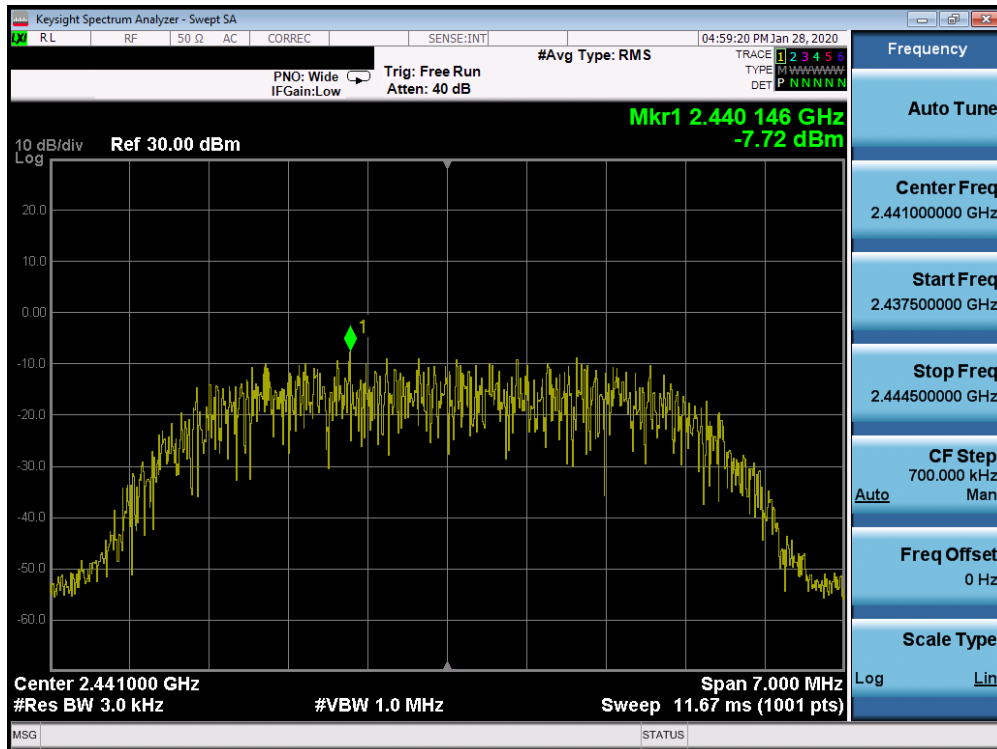 Keysight Spectrum Analyzer - Swept SA
LXI RL RF 50 Ω AC CORREC SENSE:INT 04:59:20 PM Jan 28, 2020
#Avg Type: RMS TRACE 1 2 3 4 5 6
PNO: Wide Trig: Free Run TYPE M W W W W W
IFGain:Low Atten: 40 dB DET P N N N N N
Mkr1 2.440 146 GHz
-7.72 dBm
10 dB/div Ref 30.00 dBm
Log
20.0
10.0
0.00
1
-10.0
-20.0
-30.0
-40.0
-50.0
-60.0
Center 2.441000 GHz Span 7.000 MHz
#Res BW 3.0 kHz #VBW 1.0 MHz Sweep 11.67 ms (1001 pts)
MSG STATUS
Frequency
Auto Tune
Center Freq
2.441000000 GHz
Start Freq
2.437500000 GHz
Stop Freq
2.444500000 GHz
CF Step
700.000 kHz
Auto Man
Freq Offset
0 Hz
Scale Type
Log Lin